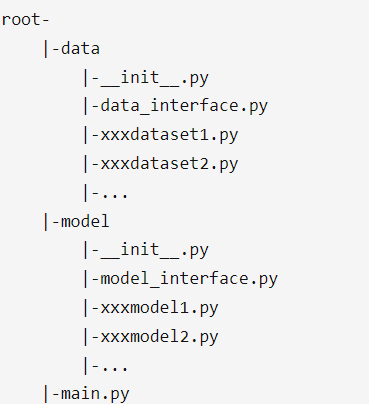 root-
    |-data
        |-__init__.py
        |-data_interface.py
        |-xxxdataset1.py
        |-xxxdataset2.py
        |-...
    |-model
        |-__init__.py
        |-model_interface.py
        |-xxxmodel1.py
        |-xxxmodel2.py
        |-...
    |-main.py